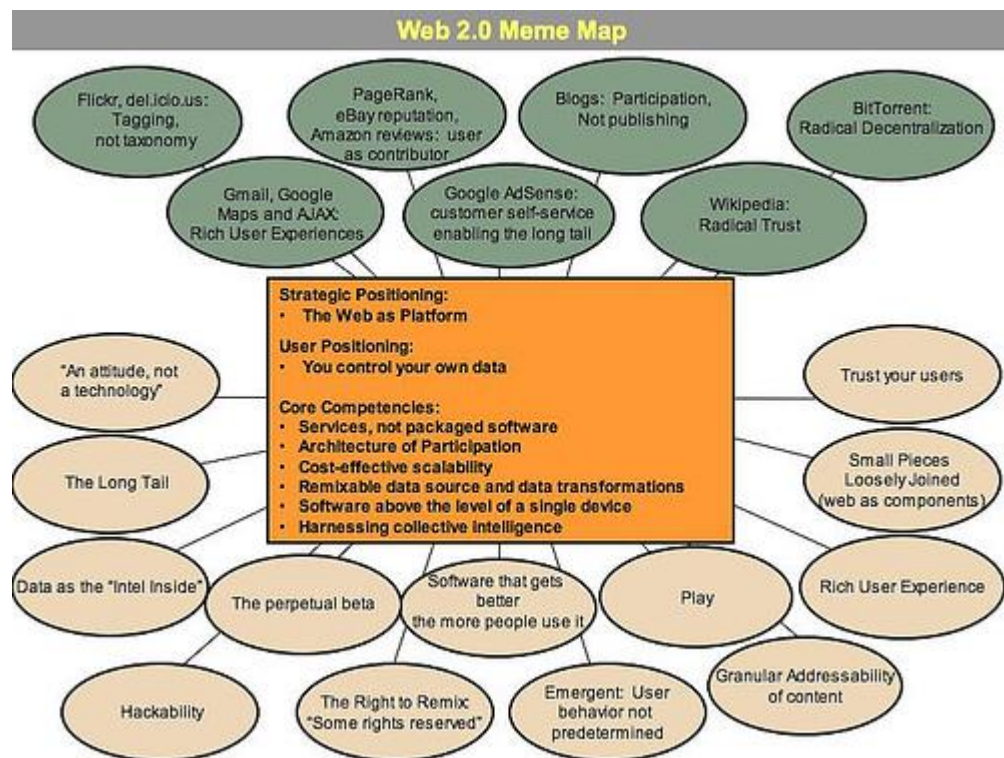 Web 2.0 Meme Map
Flickr, del.icio.us:
Tagging,
not taxonomy
PageRank,
eBay reputation,
Amazon reviews: user
as contributor
Blogs: Participation,
Not publishing
BitTorrent:
Radical Decentralization
Gmail, Google
Maps and AJAX:
Rich User Experiences
Google AdSense:
customer self-service
enabling the long tail
Wikipedia:
Radical Trust
Strategic Positioning:
• The Web as Platform
User Positioning:
• You control your own data
Core Competencies:
• Services, not packaged software
• Architecture of Participation
• Cost-effective scalability
• Remixable data source and data transformations
• Software above the level of a single device
• Harnessing collective intelligence
"An attitude, not
a technology"
The Long Tail
Data as the "Intel Inside"
Trust your users
Small Pieces
Loosely Joined
(web as components)
Rich User Experience
The perpetual beta
Software that gets
better
the more people use it
Play
Hackability
The Right to Remix:
"Some rights reserved"
Emergent: User
behavior not
predetermined
Granular Addressability
of content